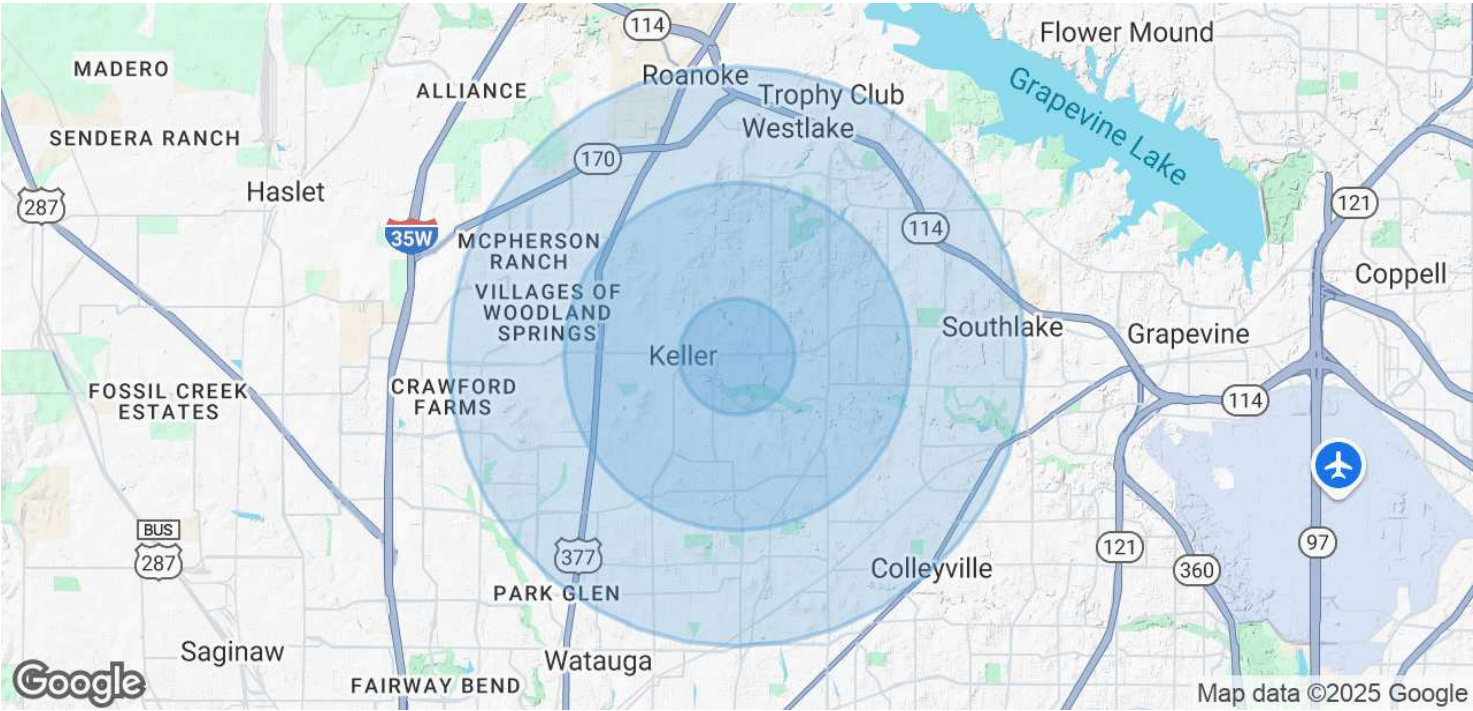 114
Flower Mound
MADERO
Roanoke
ALLIANCE
Trophy Club
Grapevine Lake
Westlake
SENDERA RANCH
170
Haslet
287
121
114
35W
MCPHERSON
RANCH
Coppell
VILLAGES OF
WOODLAND
SPRINGS
Southlake
Grapevine
Keller
FOSSIL CREEK
ESTATES
CRAWFORD
FARMS
114
BUS
287
377
97
121
360
Colleyville
PARK GLEN
Saginaw
Watauga
FAIRWAY BEND
Google
Map data ©2025 Google